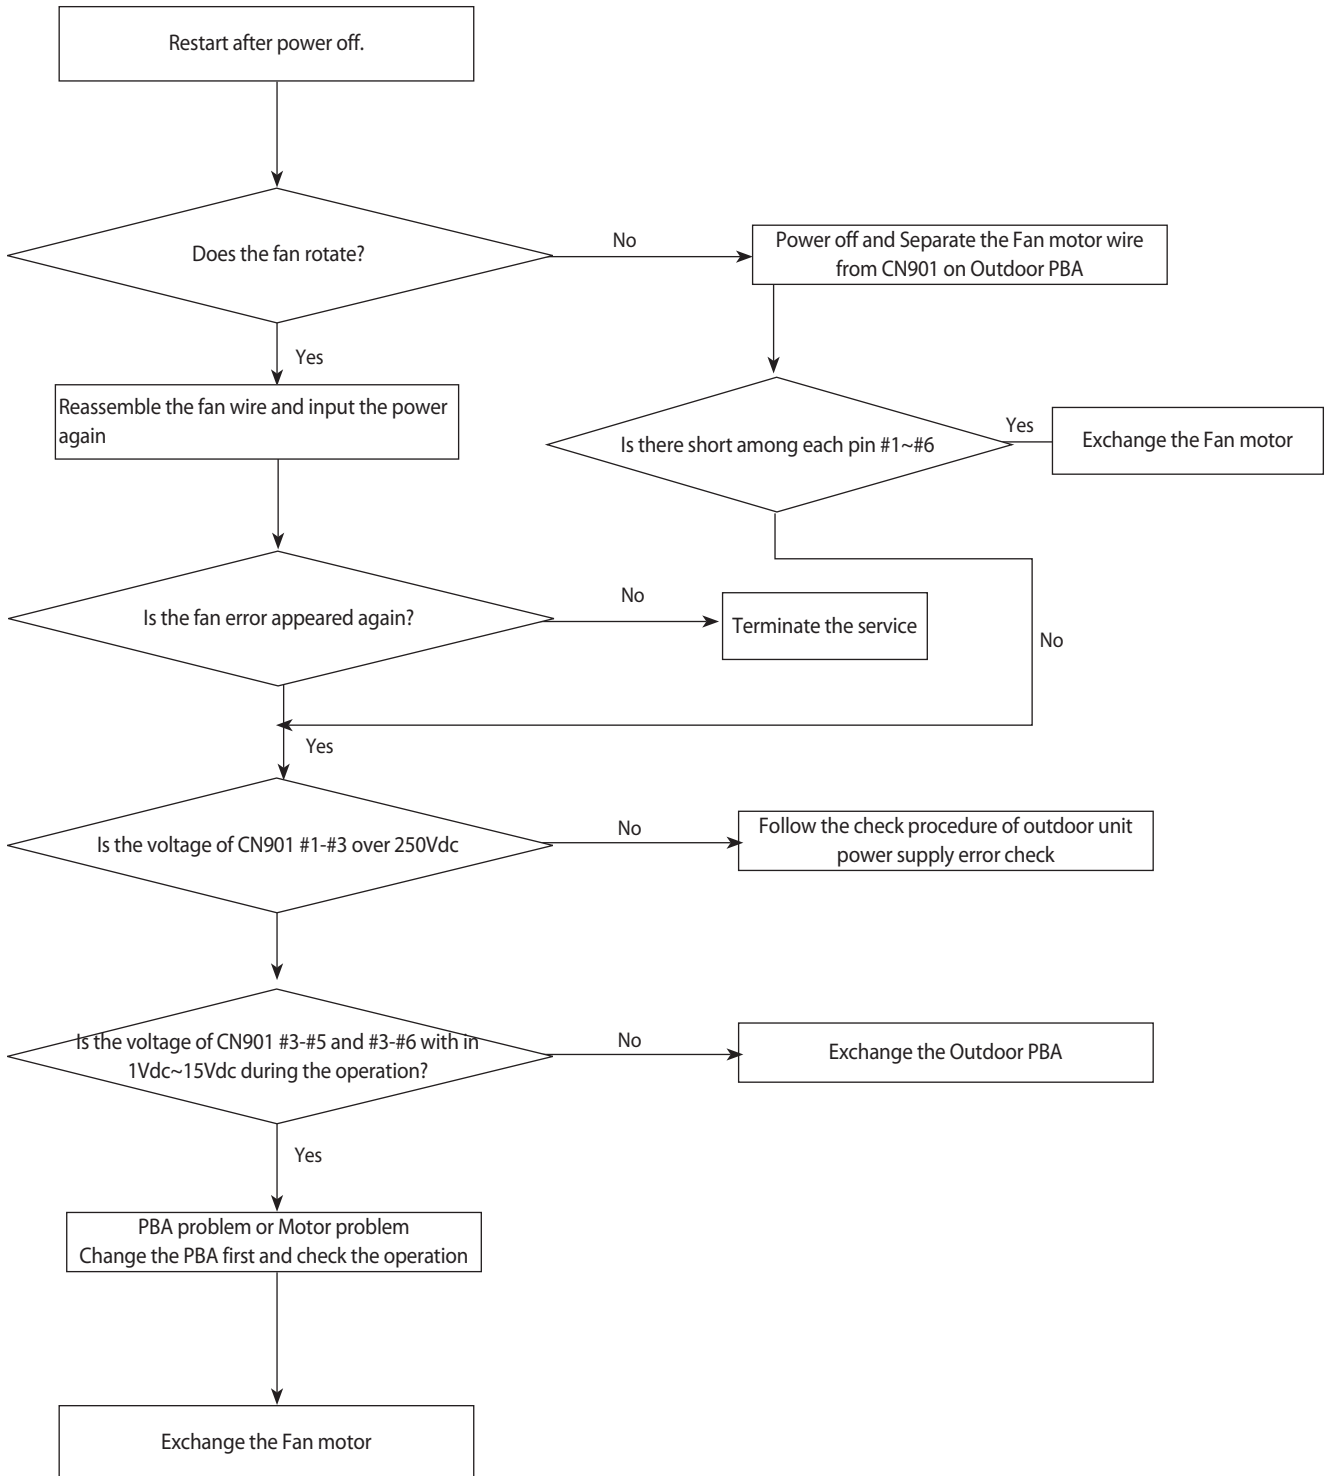 Restart after power off.
Does the fan rotate?
No
Power off and Separate the Fan motor wire
from CN901 on Outdoor PBA
Yes
Reassemble the fan wire and input the power
again
Is there short among each pin #1~#6
Yes
Exchange the Fan motor
Is the fan error appeared again?
No
Terminate the service
No
Yes
Is the voltage of CN901 #1-#3 over 250Vdc
No
Follow the check procedure of outdoor unit
power supply error check
Is the voltage of CN901 #3-#5 and #3-#6 with in
1Vdc~15Vdc during the operation?
No
Exchange the Outdoor PBA
Yes
PBA problem or Motor problem
Change the PBA first and check the operation
Exchange the Fan motor